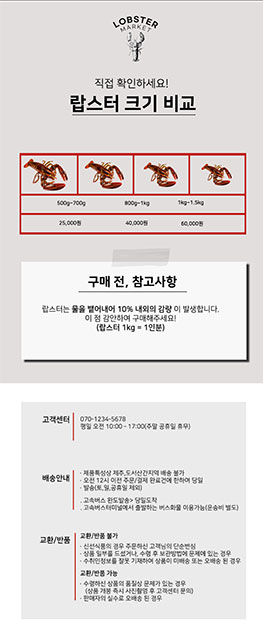 LOBSTER
MARKET
직접 확인하세요!
랍스터 크기 비교
500g~700g 800g~1kg 1kg~1.5kg
25,000원 40,000원 60,000원
구매 전, 참고사항
랍스터는 물을 뱉어내어 10% 내외의 감량 이 발생합니다.
이 점 감안하여 구매해주세요!
(랍스터 1kg = 1인분)
고객센터
070-1234-5678
평일 오전 10:00 - 17:00(주말 공휴일 휴무)
배송안내
· 제품특성상 제주,도서산간지역 배송 불가
· 오전 12시 이전 주문/결제 완료건에 한하여 당일
· 발송(토,일,공휴일 제외)
. 고속버스 완도발송> 당일도착
. 고속버스터미널에서 출발하는 버스화물 이용가능(운송비 별도)
교환/반품
교환/반품 불가
· 신선식품의 경우 주문하신 고객님의 단순변심
· 상품 일부를 드셨거나, 수령 후 보관방법에 문제에 있는 경우
· 수취인정보를 잘못 기재하여 상품이 미배송 또는 오배송 된 경우
교환/반품 가능
· 수령하신 상품의 품질상 문제가 있는 경우
(상품 개봉 즉시 사진촬영 후 고객센터 문의)
· 판매자의 실수로 오배송 된 경우